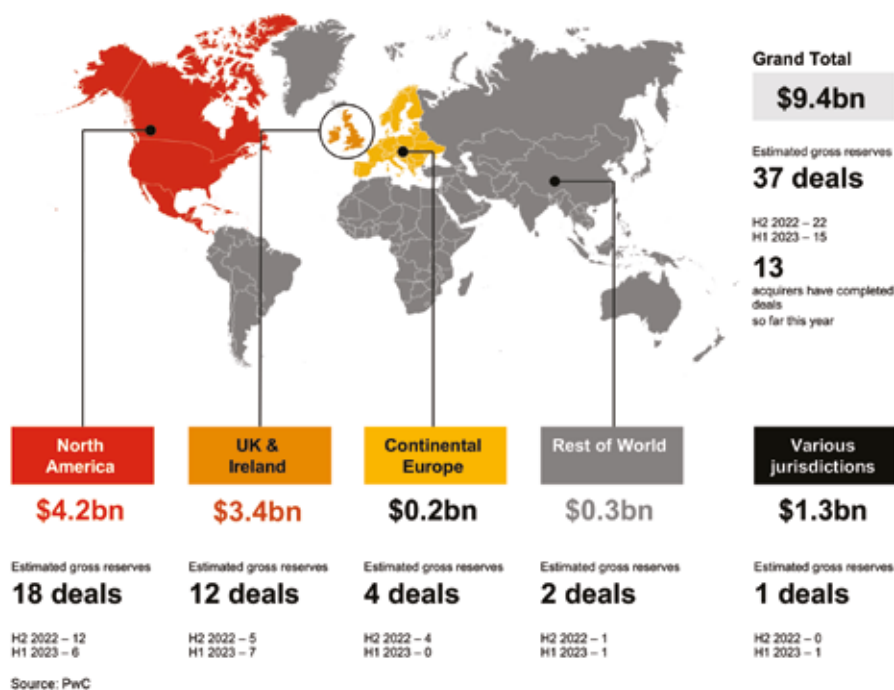 Grand Total
$9.4bn
Estimated gross reserves
37 deals
H2 2022 – 22
H1 2023 – 15
13
acquirers have completed
deals
so far this year
North
America
$4.2bn
Estimated gross reserves
18 deals
H2 2022 – 12
H1 2023 – 6
UK &
Ireland
$3.4bn
Estimated gross reserves
12 deals
H2 2022 – 5
H1 2023 – 7
Continental
Europe
$0.2bn
Estimated gross reserves
4 deals
H2 2022 – 4
H1 2023 – 0
Rest of World
$0.3bn
Estimated gross reserves
2 deals
H2 2022 – 1
H1 2023 – 1
Various
jurisdictions
$1.3bn
Estimated gross reserves
1 deals
H2 2022 – 0
H1 2023 – 1
Source: PwC